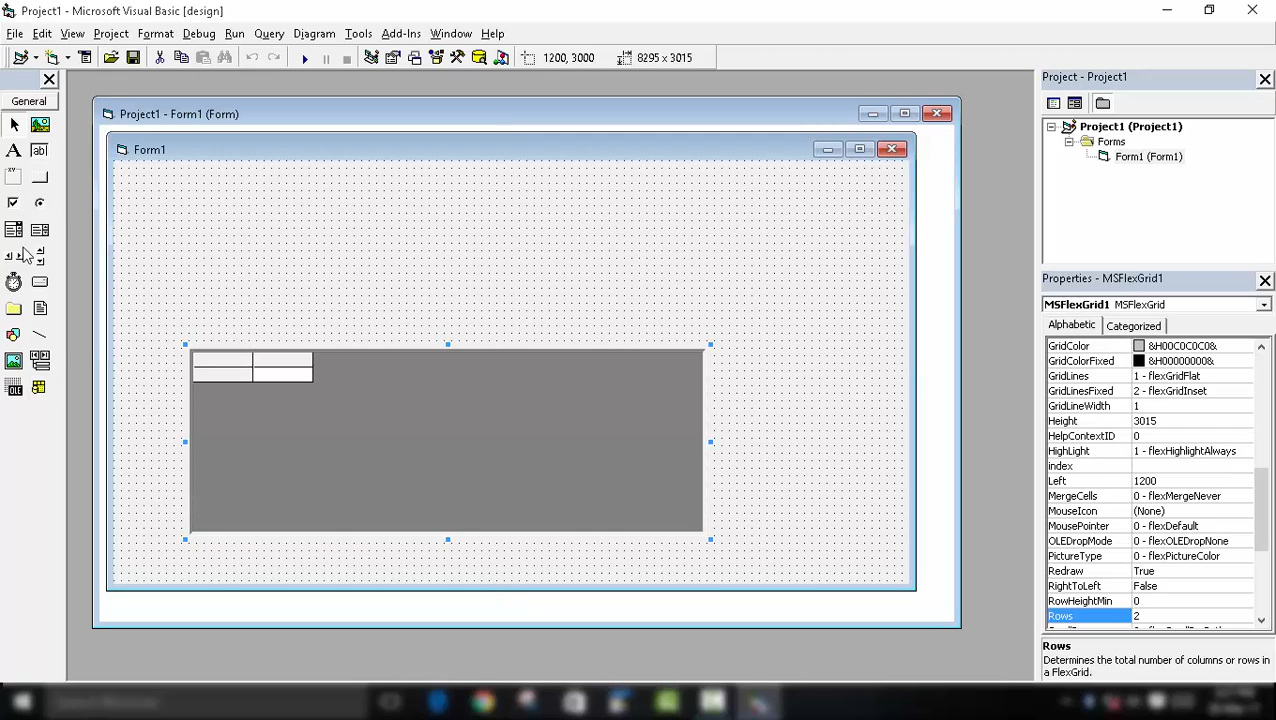 Project1 - Microsoft Visual Basic [design]
File Edit View Project Format Debug Run Query Diagram Tools Add-Ins Window Help
1200, 3000 8295 x 3015
General
Project1 - Form1 (Form)
Form1
A
ab|
XY
OLE
Project - Project1
Project1 (Project1)
Forms
Form1 (Form1)
Properties - MSFlexGrid1
MSFlexGrid1 MSFlexGrid
Alphabetic Categorized
GridColor &H00C0C0C0&
GridColorFixed &H00000000&
GridLines 1 - flexGridFlat
GridLinesFixed 2 - flexGridInset
GridLineWidth 1
Height 3015
HelpContextID 0
HighLight 1 - flexHighlightAlways
index
Left 1200
MergeCells 0 - flexMergeNever
MouseIcon (None)
MousePointer 0 - flexDefault
OLEDropMode 0 - flexOLEDropNone
PictureType 0 - flexPictureColor
Redraw True
RightToLeft False
RowHeightMin 0
Rows 2
Rows
Determines the total number of columns or rows in
a FlexGrid.